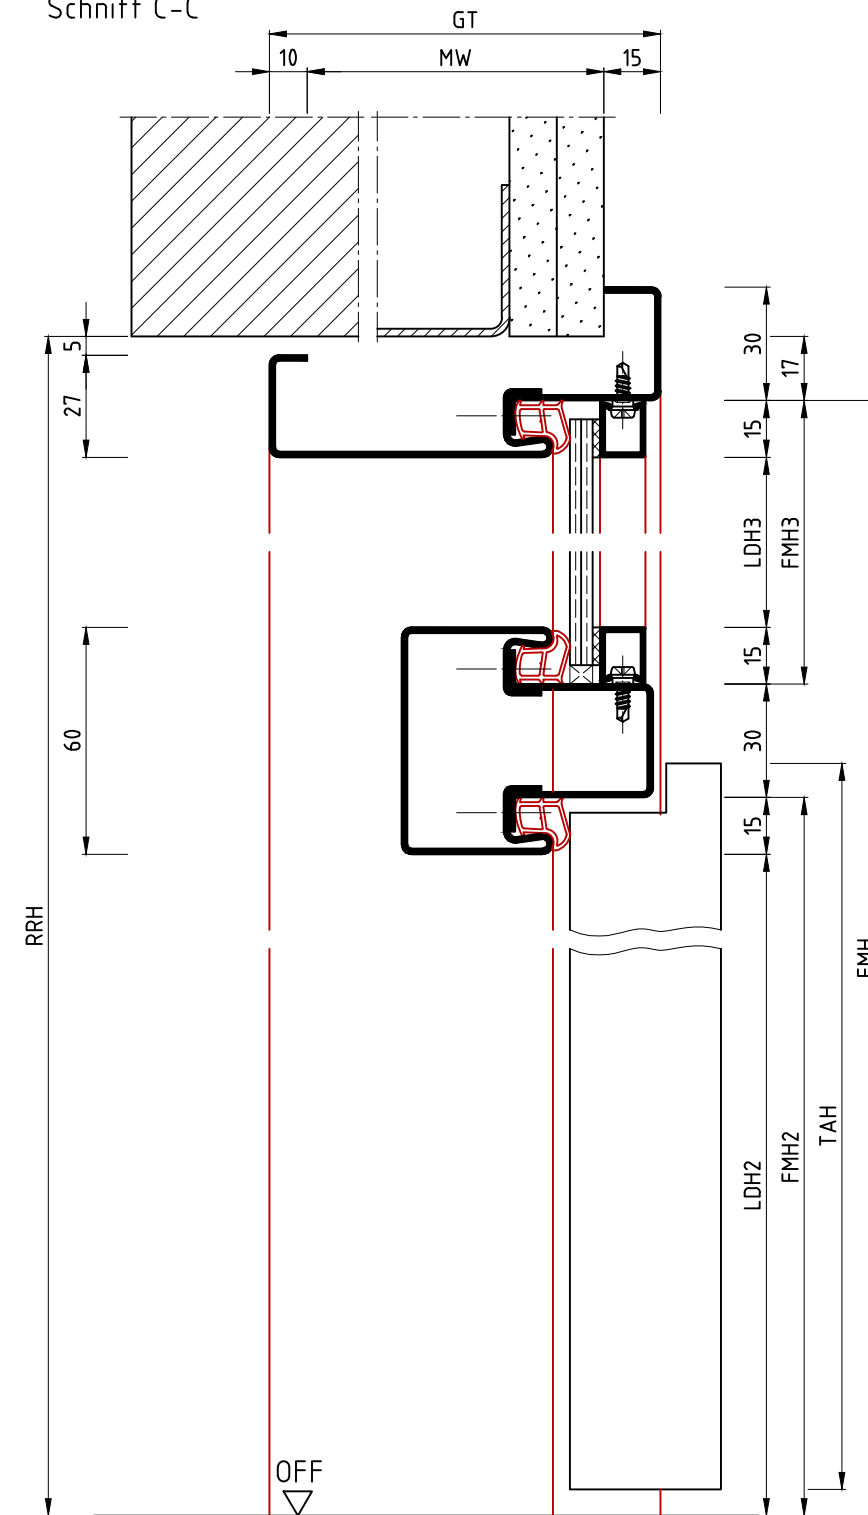 Schnitt C-C
GT
10
MW
15
5
27
30
17
15
LDH3
FMH3
15
60
30
15
RRH
FMH
TAH
FMH2
LDH2
OFF